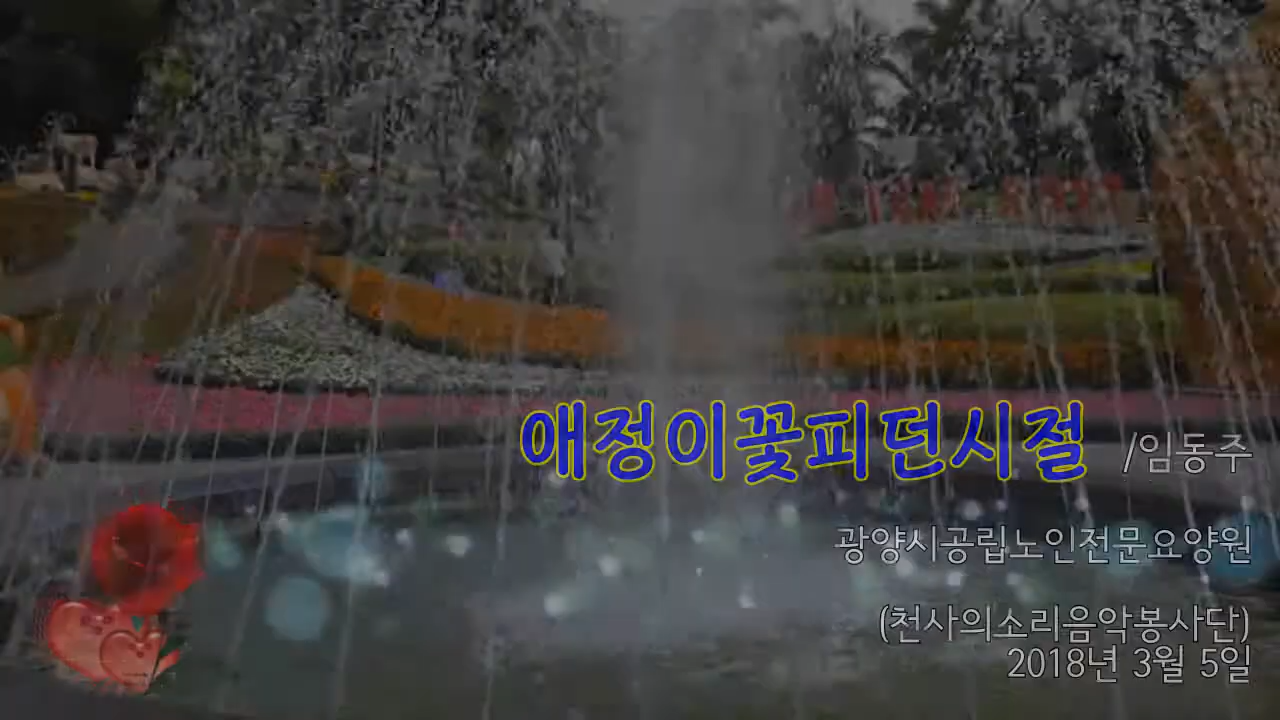 애정이꽃피던시절 /임동주
광양시공립노인전문요양원
(천사의소리음악봉사단)
2018년 3월 5일